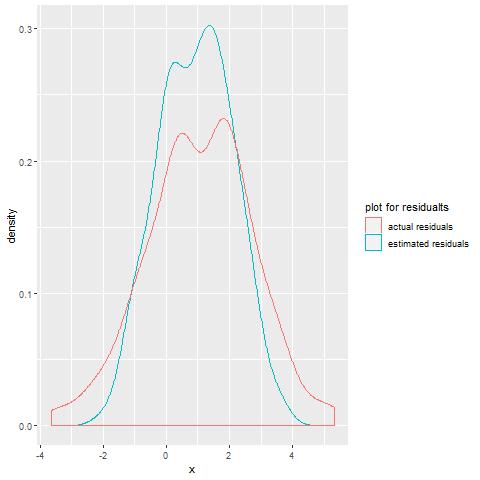 0.3
0.2
0.1
0.0
density
-4
-2
0
2
4
x
plot for residualts
actual residuals
estimated residuals